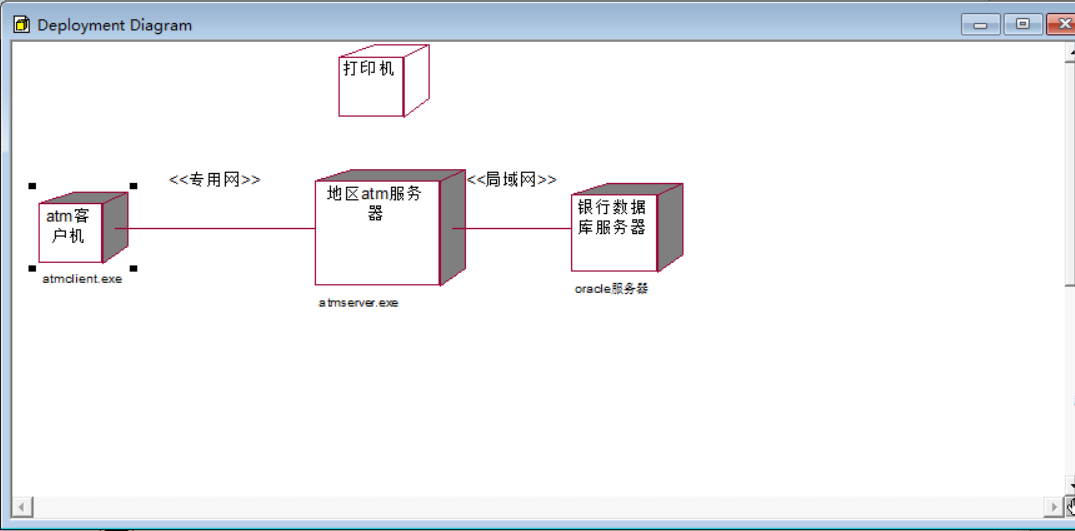 Deployment Diagram
打印机
<<专用网>>
<<局域网>>
地区atm服务
器
银行数据
库服务器
atm客
户机
atmclient.exe
oracle服务器
atmserver.exe